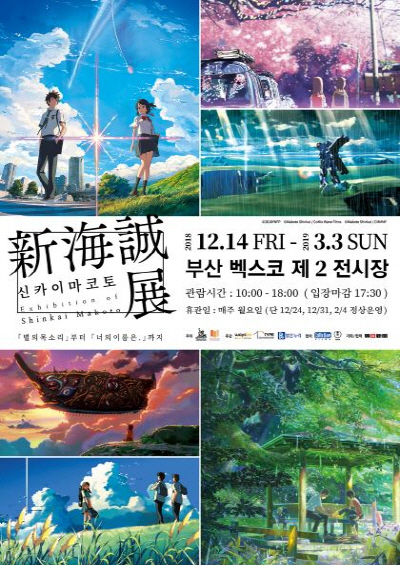 新海誠展
신카이마코토
Exhibition of
Shinkai Makoto
「별의목소리」부터 「너의이름은.」까지
2018 12.14 FRI - 2019 3.3 SUN
부산 벡스코 제 2 전시장
관람시간 : 10:00 - 18:00 ( 입장마감 17:30 )
휴관일 : 매주 월요일 (단 12/24, 12/31, 2/4 정상운영)
주최
주관